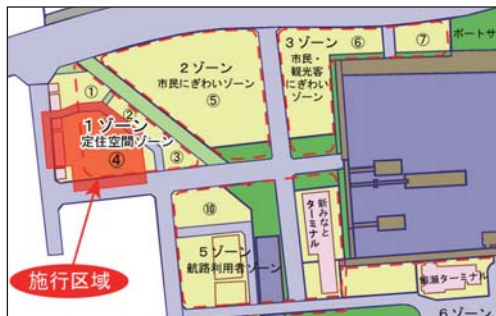 ２ゾーン
市民にぎわいゾーン
⑤
３ゾーン
市民・
観光客
にぎわい
ゾーン
⑥
⑦
ポートサ
①
②
１ゾーン
定住空間ゾーン
④
③
⑩
５ゾーン
航路利用者ゾーン
新みなと
ターミナル
施行区域
６ゾーン